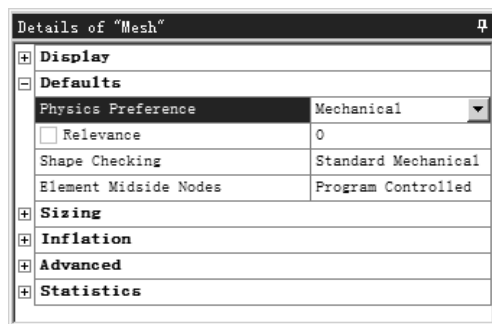 Details of "Mesh"
Display
Defaults
Physics Preference Mechanical
Relevance 0
Shape Checking Standard Mechanical
Element Midside Nodes Program Controlled
Sizing
Inflation
Advanced
Statistics